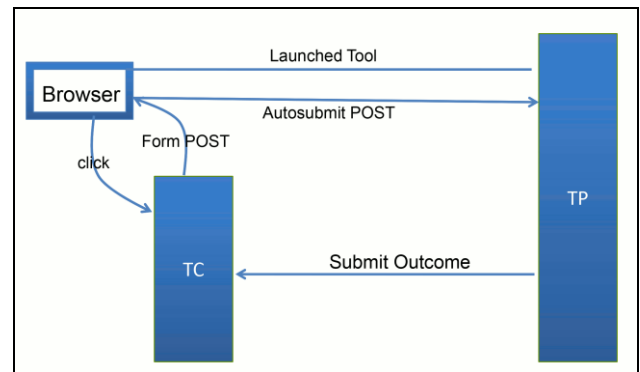 Launched Tool
Browser
Autosubmit POST
Form POST
click
TP
TC
Submit Outcome